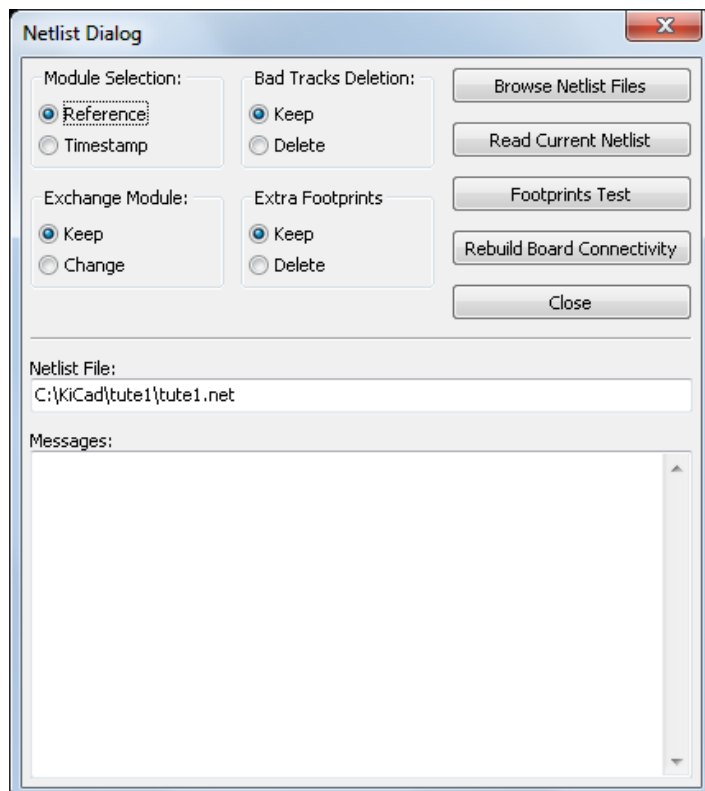 Netlist Dialog
Module Selection:
Reference
Timestamp
Bad Tracks Deletion:
Keep
Delete
Browse Netlist Files
Read Current Netlist
Exchange Module:
Keep
Change
Extra Footprints
Keep
Delete
Footprints Test
Rebuild Board Connectivity
Close
Netlist File:
C:\KiCad\tute1\tute1.net
Messages: